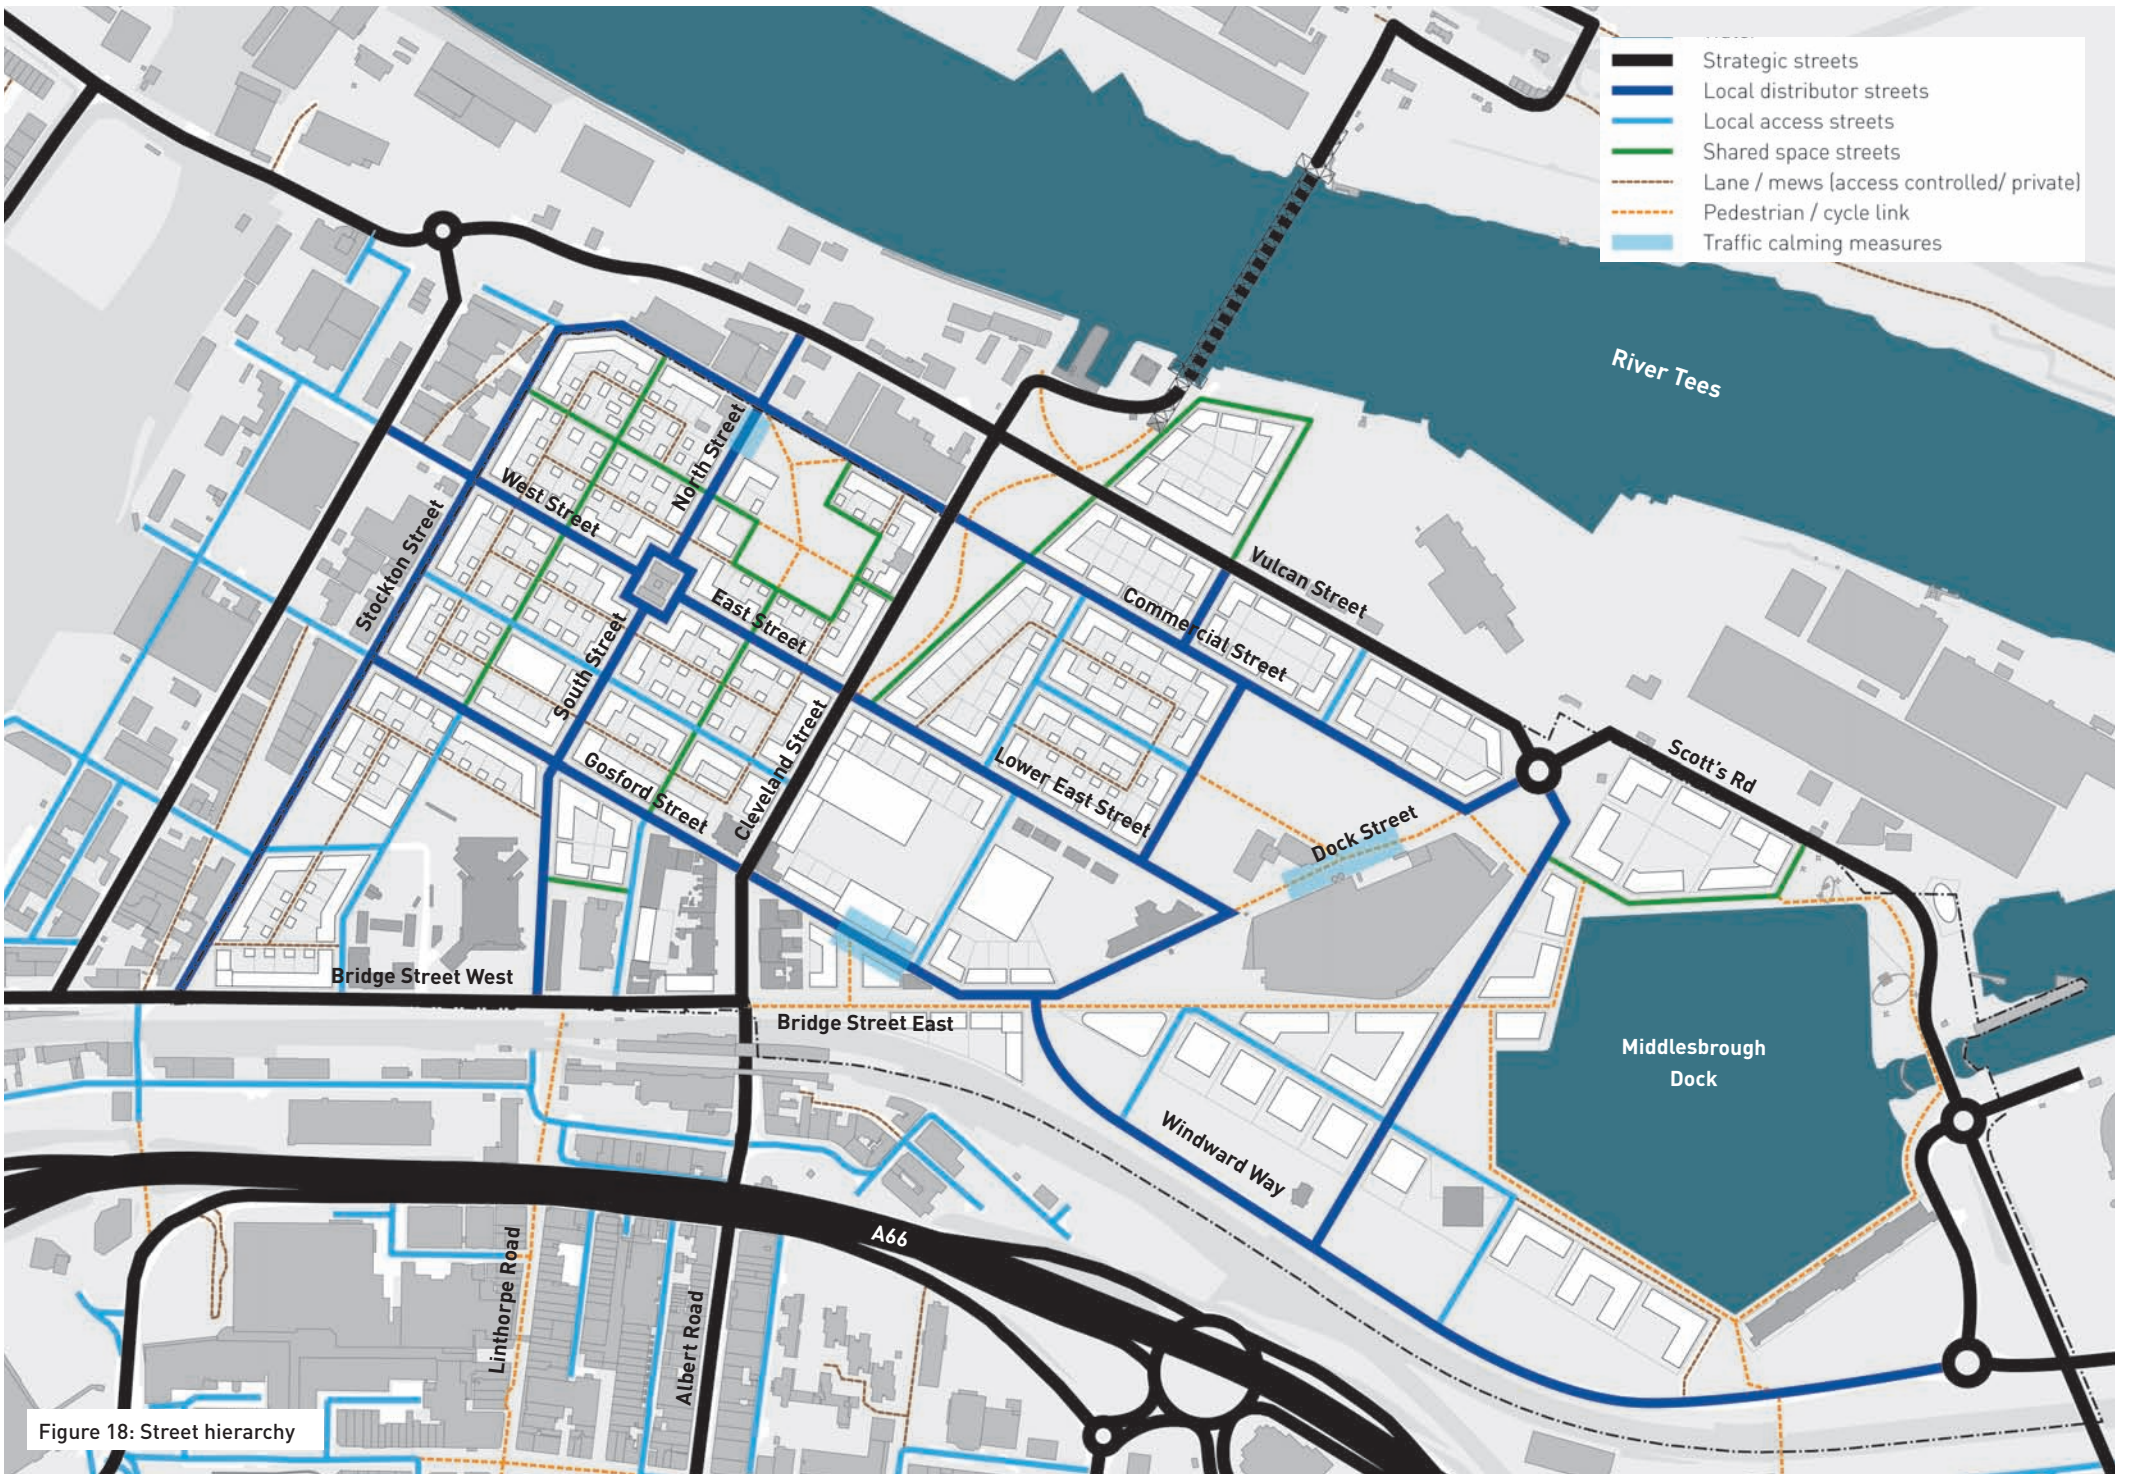 Strategic streets
Local distributor streets
Local access streets
Shared space streets
Lane / mews (access controlled/ private)
Pedestrian / cycle link
Traffic calming measures
River Tees
North Street
West Street
Stockton Street
East Street
South Street
Vulcan Street
Commercial Street
Cleveland Street
Gosford Street
Lower East Street
Scott's Rd
Dock Street
Bridge Street West
Bridge Street East
Middlesbrough
Dock
Windward Way
A66
Linthorpe Road
Albert Road
Figure 18: Street hierarchy